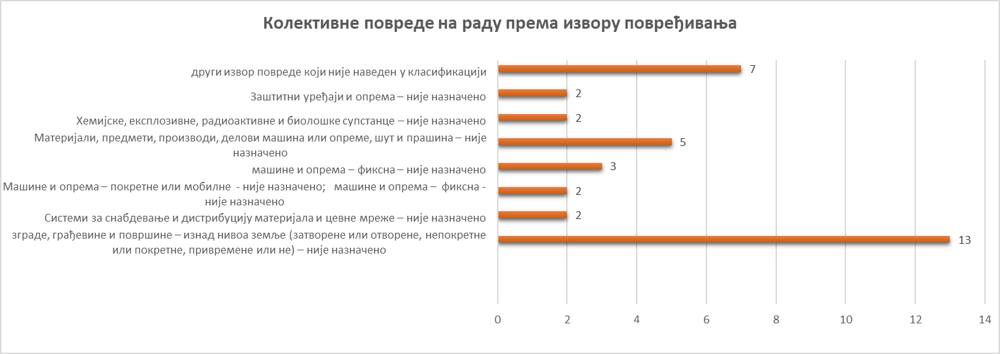 Колективне повреде на раду према извору повређивања
други извор повреде који није наведен у класификацији
7
Заштитни уређаји и опрема – није назначено
2
Хемијске, експлозивне, радиоактивне и биолошке супстанце – није назначено
2
Материјали, предмети, производи, делови машина или опреме, шут и прашина – није
назначено
5
машине и опрема – фиксна – није назначено
3
Машине и опрема – покретне или мобилне - није назначено; машине и опрема – фиксна -
није назначено
2
Системи за снабдевање и дистрибуцију материјала и цевне мреже – није назначено
2
зграде, грађевине и површине – изнад нивоа земље (затворене или отворене, непокретне
или покретне, привремене или не) – није назначено
13
0 2 4 6 8 10 12 14